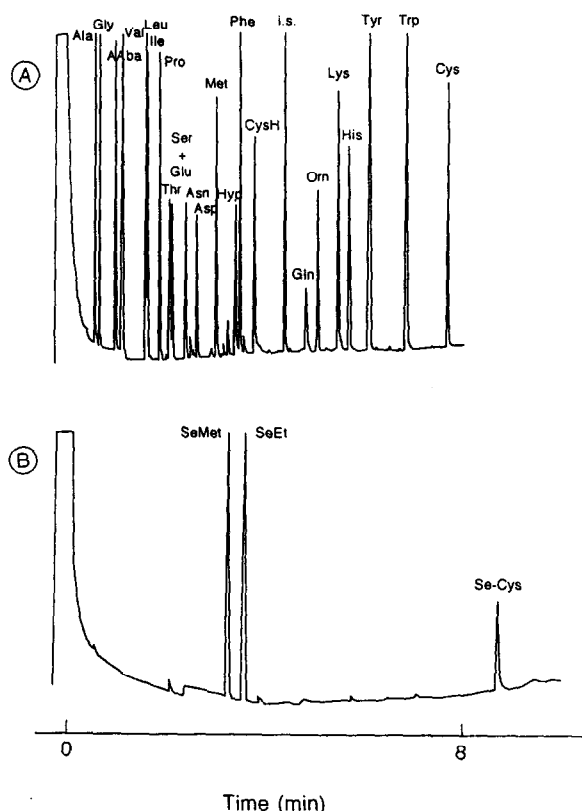 A
Ala
Gly
AAba
Val
Leu
Ile
Pro
Thr
Ser
+
Glu
Asn
Asp
Met
Hyp
Phe
CysH
i.s.
Gln
Orn
Lys
His
Tyr
Trp
Cys
B
SeMet
SeEt
Se-Cys
0
8
Time (min)